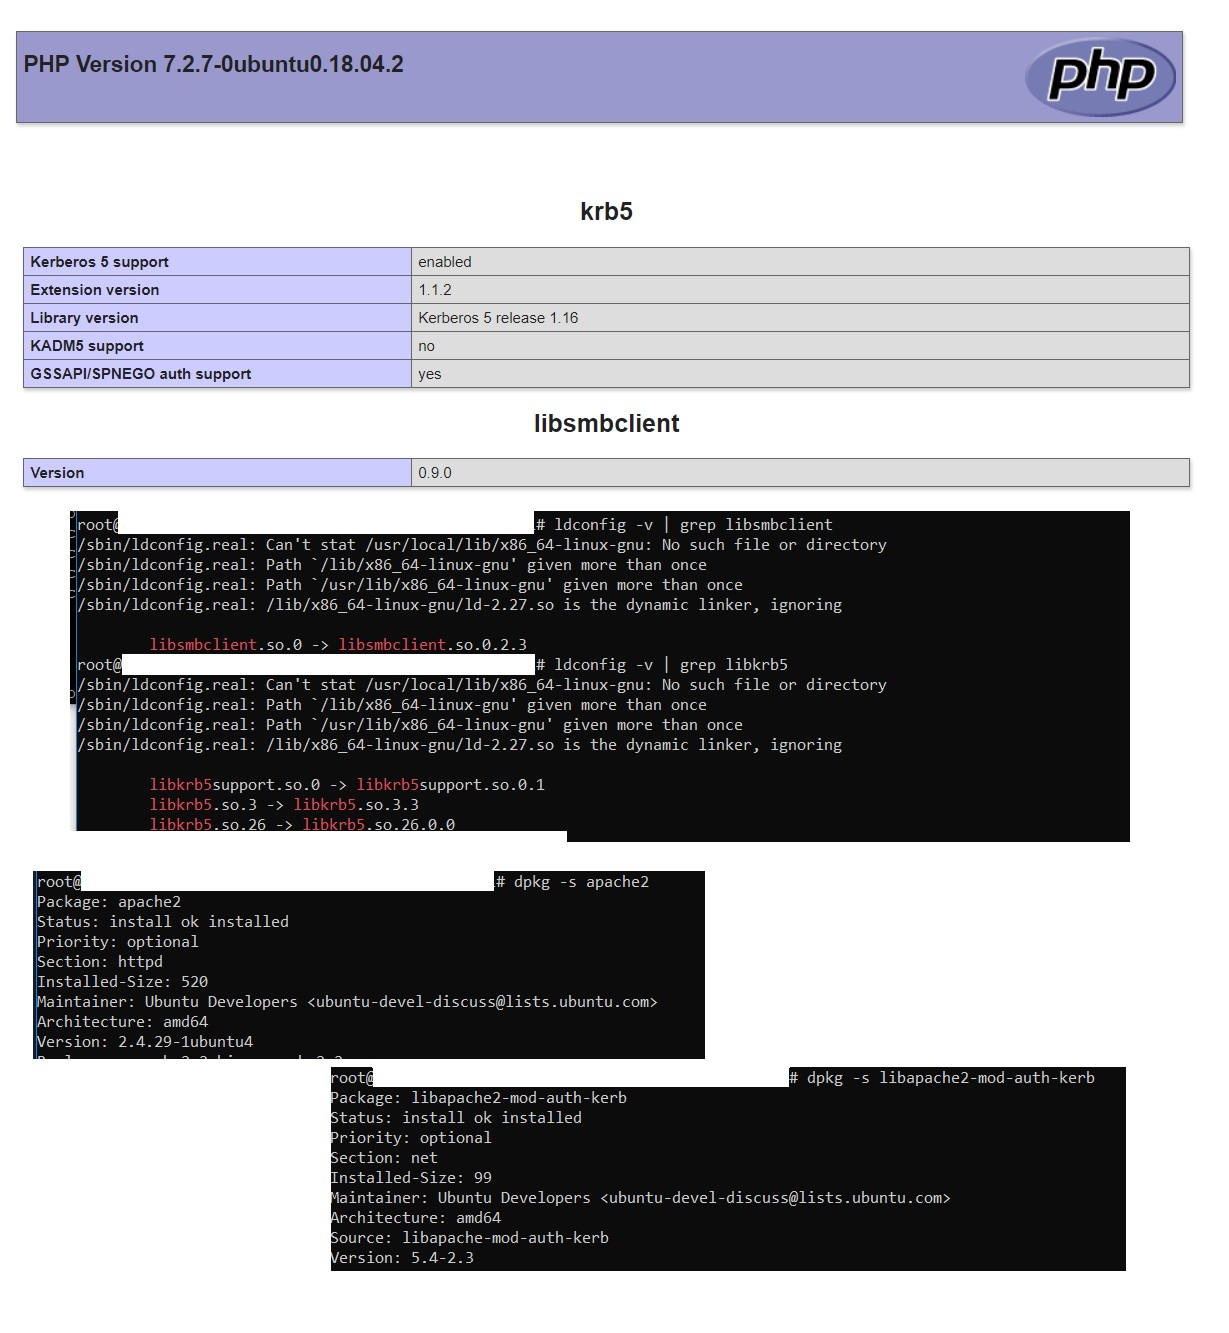 PHP Version 7.2.7-0ubuntu0.18.04.2
php
krb5
Kerberos 5 support enabled
Extension version 1.1.2
Library version Kerberos 5 release 1.16
KADM5 support no
GSSAPI/SPNEGO auth support yes
libsmbclient
Version 0.9.0
root@ # ldconfig -v | grep libsmbclient
/sbin/ldconfig.real: Can't stat /usr/local/lib/x86_64-linux-gnu: No such file or directory
/sbin/ldconfig.real: Path `/lib/x86_64-linux-gnu' given more than once
/sbin/ldconfig.real: Path `/usr/lib/x86_64-linux-gnu' given more than once
/sbin/ldconfig.real: /lib/x86_64-linux-gnu/ld-2.27.so is the dynamic linker, ignoring
libsmbclient.so.0 -> libsmbclient.so.0.2.3
root@ # ldconfig -v | grep libkrb5
/sbin/ldconfig.real: Can't stat /usr/local/lib/x86_64-linux-gnu: No such file or directory
/sbin/ldconfig.real: Path `/lib/x86_64-linux-gnu' given more than once
/sbin/ldconfig.real: Path `/usr/lib/x86_64-linux-gnu' given more than once
/sbin/ldconfig.real: /lib/x86_64-linux-gnu/ld-2.27.so is the dynamic linker, ignoring
libkrb5support.so.0 -> libkrb5support.so.0.1
libkrb5.so.3 -> libkrb5.so.3.3
libkrb5.so.26 -> libkrb5.so.26.0.0
root@ # dpkg -s apache2
Package: apache2
Status: install ok installed
Priority: optional
Section: httpd
Installed-Size: 520
Maintainer: Ubuntu Developers <ubuntu-devel-discuss@lists.ubuntu.com>
Architecture: amd64
Version: 2.4.29-1ubuntu4
root@ # dpkg -s libapache2-mod-auth-kerb
Package: libapache2-mod-auth-kerb
Status: install ok installed
Priority: optional
Section: net
Installed-Size: 99
Maintainer: Ubuntu Developers <ubuntu-devel-discuss@lists.ubuntu.com>
Architecture: amd64
Source: libapache-mod-auth-kerb
Version: 5.4-2.3